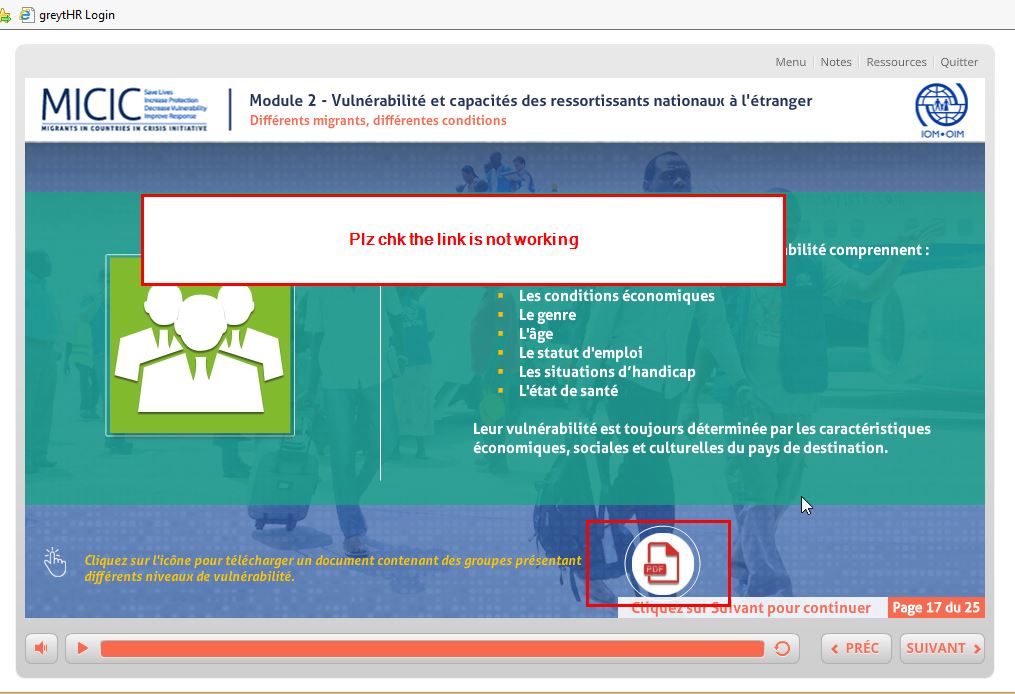 greytHR Login
Menu Notes Ressources Quitter
MICIC
Save Lives
Increase Protection
Decrease Vulnerability
Improve Response
MIGRANTS IN COUNTRIES IN CRISIS INITIATIVE
Module 2 - Vulnérabilité et capacités des ressortissants nationaux à l'étranger
Différents migrants, différentes conditions
IOM•OIM
Plz chk the link is not working
comprennent :
Les conditions économiques
Le genre
L'âge
Le statut d'emploi
Les situations d’handicap
L'état de santé
Leur vulnérabilité est toujours déterminée par les caractéristiques
économiques, sociales et culturelles du pays de destination.
Cliquez sur l'icône pour télécharger un document contenant des groupes présentant
différents niveaux de vulnérabilité.
PDF
Cliquez sur Suivant pour continuer
Page 17 du 25
PRÉC
SUIVANT